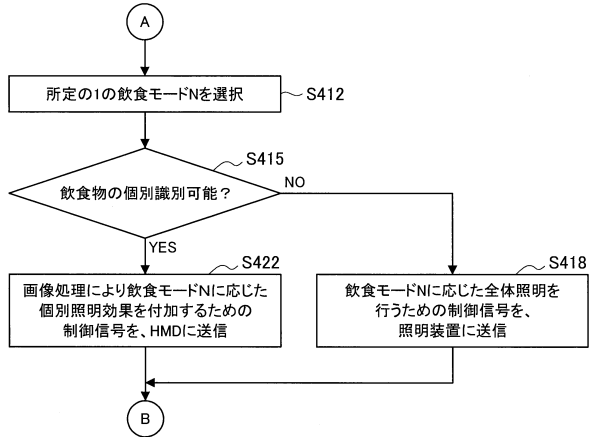 A
所定の1の飲食モードNを選択
S412
S415
飲食物の個別識別可能?
NO
YES
S422
画像処理により飲食モードNに応じた
個別照明効果を付加するための
制御信号を、HMDに送信
S418
飲食モードNに応じた全体照明を
行うための制御信号を、
照明装置に送信
B